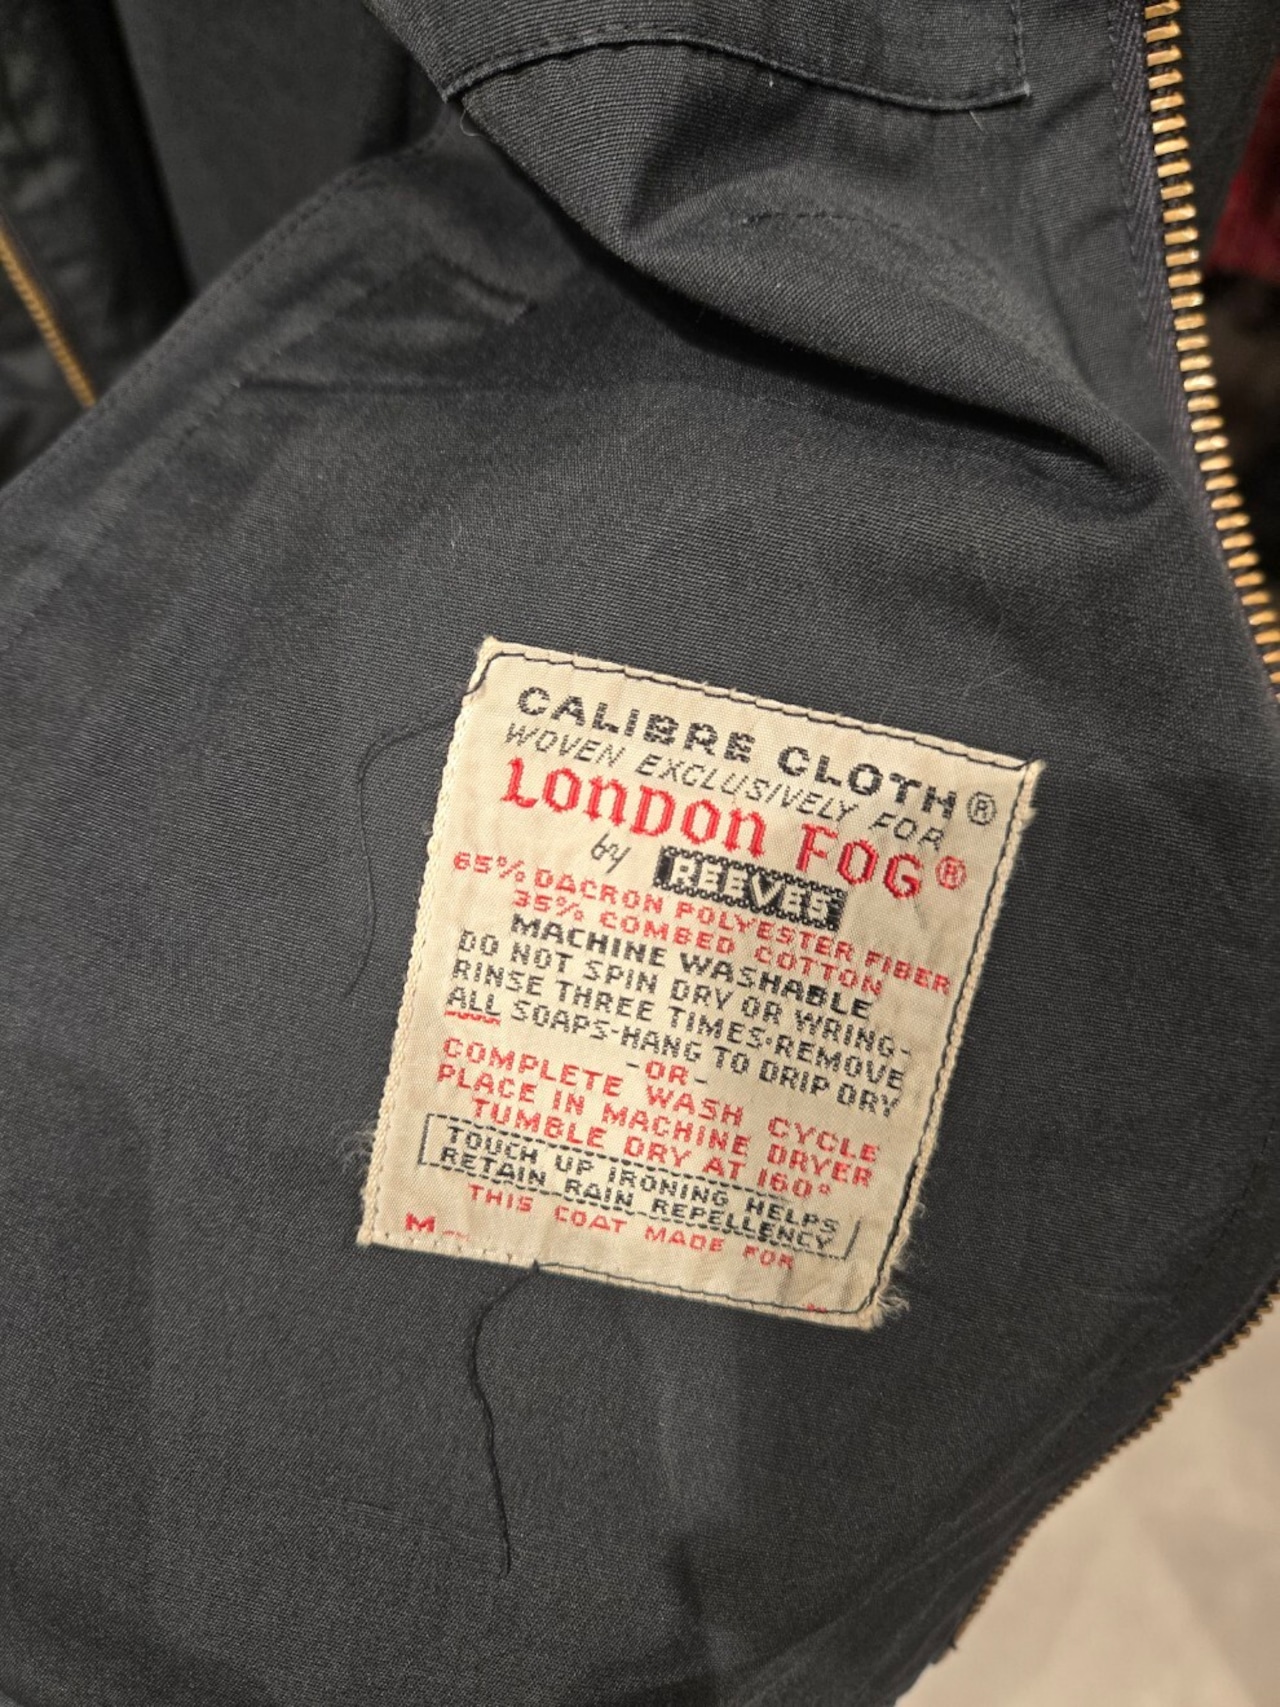 CALIBRE CLOTH®
WOVEN EXCLUSIVELY FOR
LONDON FOG®
by REEVES
65% DACRON POLYESTER FIBER
35% COMBED COTTON
MACHINE WASHABLE
DO NOT SPIN DRY OR WRING-
RINSE THREE TIMES·REMOVE
ALL SOAPS-HANG TO DRIP DRY
-OR-
COMPLETE WASH CYCLE
PLACE IN MACHINE DRYER
TUMBLE DRY AT 160°
TOUCH UP IRONING HELPS
RETAIN RAIN REPELLENCY
THIS COAT MADE FOR
M